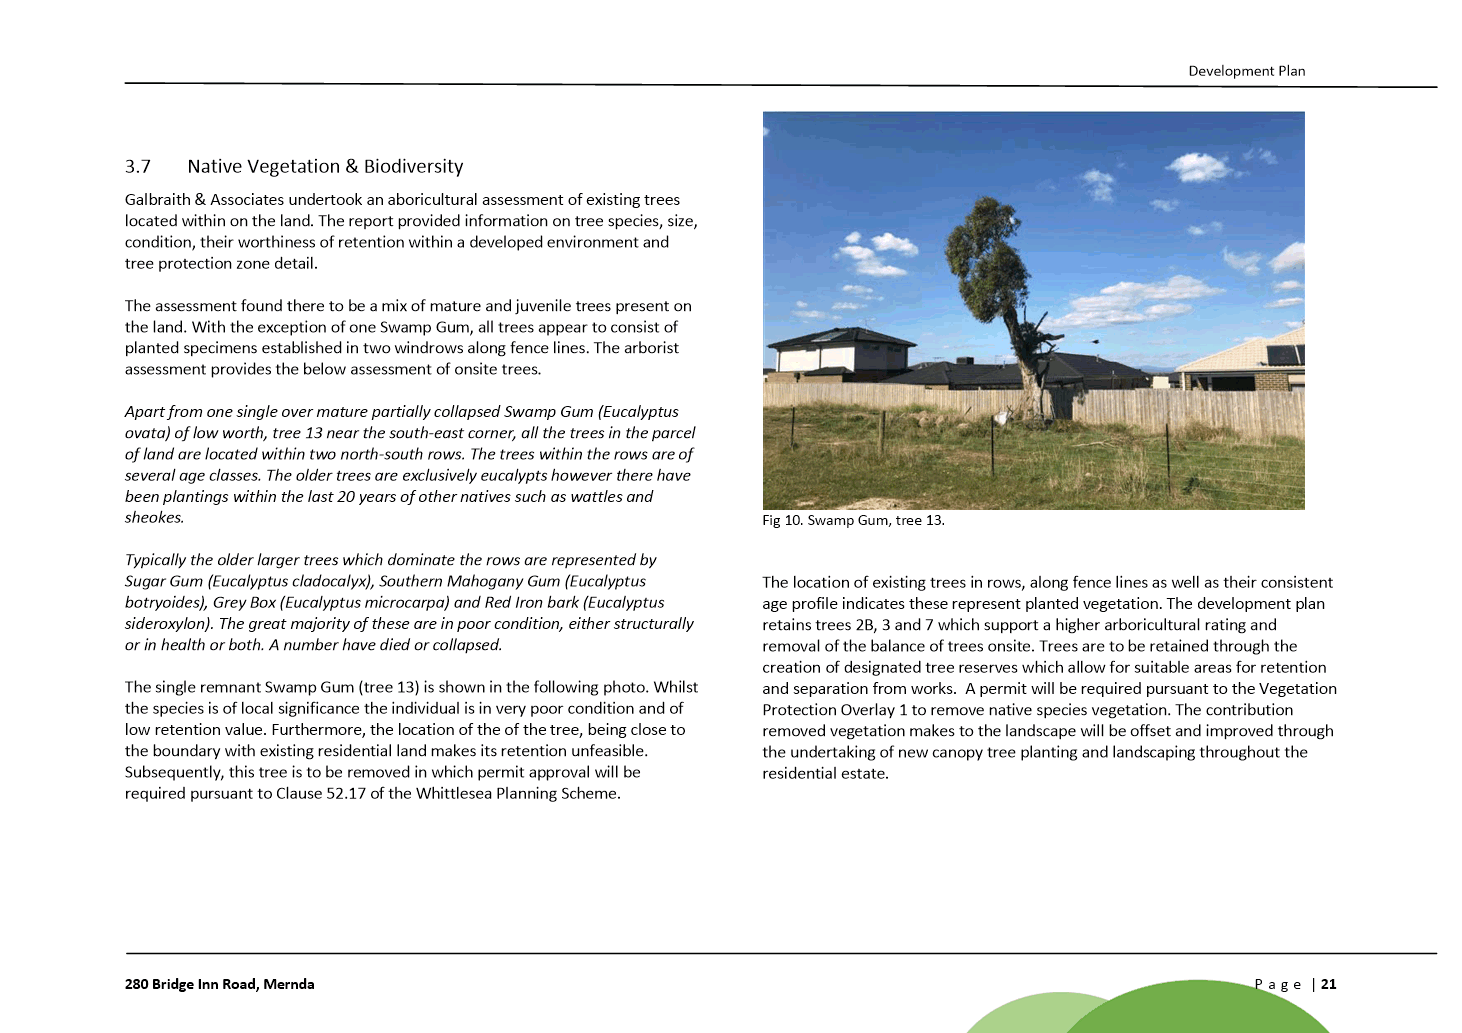 Development Plan
3.7 Native Vegetation & Biodiversity
Galbraith & Associates undertook an aboricultural assessment of existing trees
located within on the land. The report provided information on tree species, size,
condition, their worthiness of retention within a developed environment and
tree protection zone detail.
The assessment found there to be a mix of mature and juvenile trees present on
the land. With the exception of one Swamp Gum, all trees appear to consist of
planted specimens established in two windrows along fence lines. The arborist
assessment provides the below assessment of onsite trees.
Apart from one single over mature partially collapsed Swamp Gum (Eucalyptus
ovata) of low worth, tree 13 near the south-east corner, all the trees in the parcel
of land are located within two north-south rows. The trees within the rows are of
several age classes. The older trees are exclusively eucalypts however there have
been plantings within the last 20 years of other natives such as wattles and
sheokes.
Typically the older larger trees which dominate the rows are represented by
Sugar Gum (Eucalyptus cladocalyx), Southern Mahogany Gum (Eucalyptus
botryoides), Grey Box (Eucalyptus microcarpa) and Red Iron bark (Eucalyptus
sideroxylon). The great majority of these are in poor condition, either structurally
or in health or both. A number have died or collapsed.
The single remnant Swamp Gum (tree 13) is shown in the following photo. Whilst
the species is of local significance the individual is in very poor condition and of
low retention value. Furthermore, the location of the of the tree, being close to
the boundary with existing residential land makes its retention unfeasible.
Subsequently, this tree is to be removed in which permit approval will be
required pursuant to Clause 52.17 of the Whittlesea Planning Scheme.
Fig 10. Swamp Gum, tree 13.
The location of existing trees in rows, along fence lines as well as their consistent
age profile indicates these represent planted vegetation. The development plan
retains trees 2B, 3 and 7 which support a higher arboricultural rating and
removal of the balance of trees onsite. Trees are to be retained through the
creation of designated tree reserves which allow for suitable areas for retention
and separation from works. A permit will be required pursuant to the Vegetation
Protection Overlay 1 to remove native species vegetation. The contribution
removed vegetation makes to the landscape will be offset and improved through
the undertaking of new canopy tree planting and landscaping throughout the
residential estate.
280 Bridge Inn Road, Mernda
Page | 21